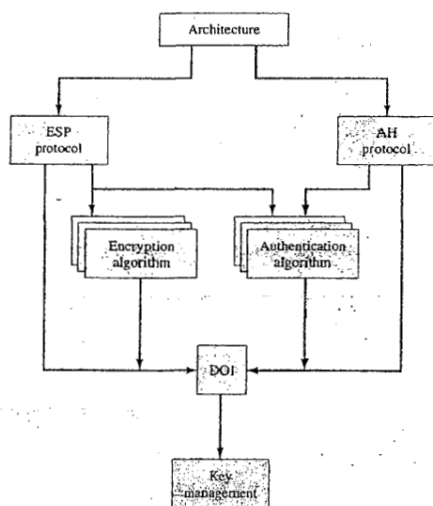 Architecture
ESP
protocol
AH
protocol
Encryption
algorithm
Authentication
algorithm
DOI
Key
management